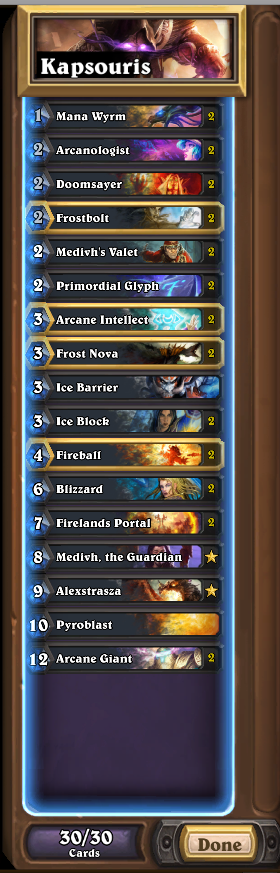 Kapsouris
1 Mana Wyrm 2
2 Arcanologist 2
2 Doomsayer 2
2 Frostbolt 2
2 Medivh's Valet 2
2 Primordial Glyph 2
3 Arcane Intellect 2
3 Frost Nova 2
3 Ice Barrier
3 Ice Block 2
4 Fireball 2
6 Blizzard 2
7 Firelands Portal 2
8 Medivh, the Guardian
9 Alexstrasza
10 Pyroblast
12 Arcane Giant 2
30/30
Cards
Done